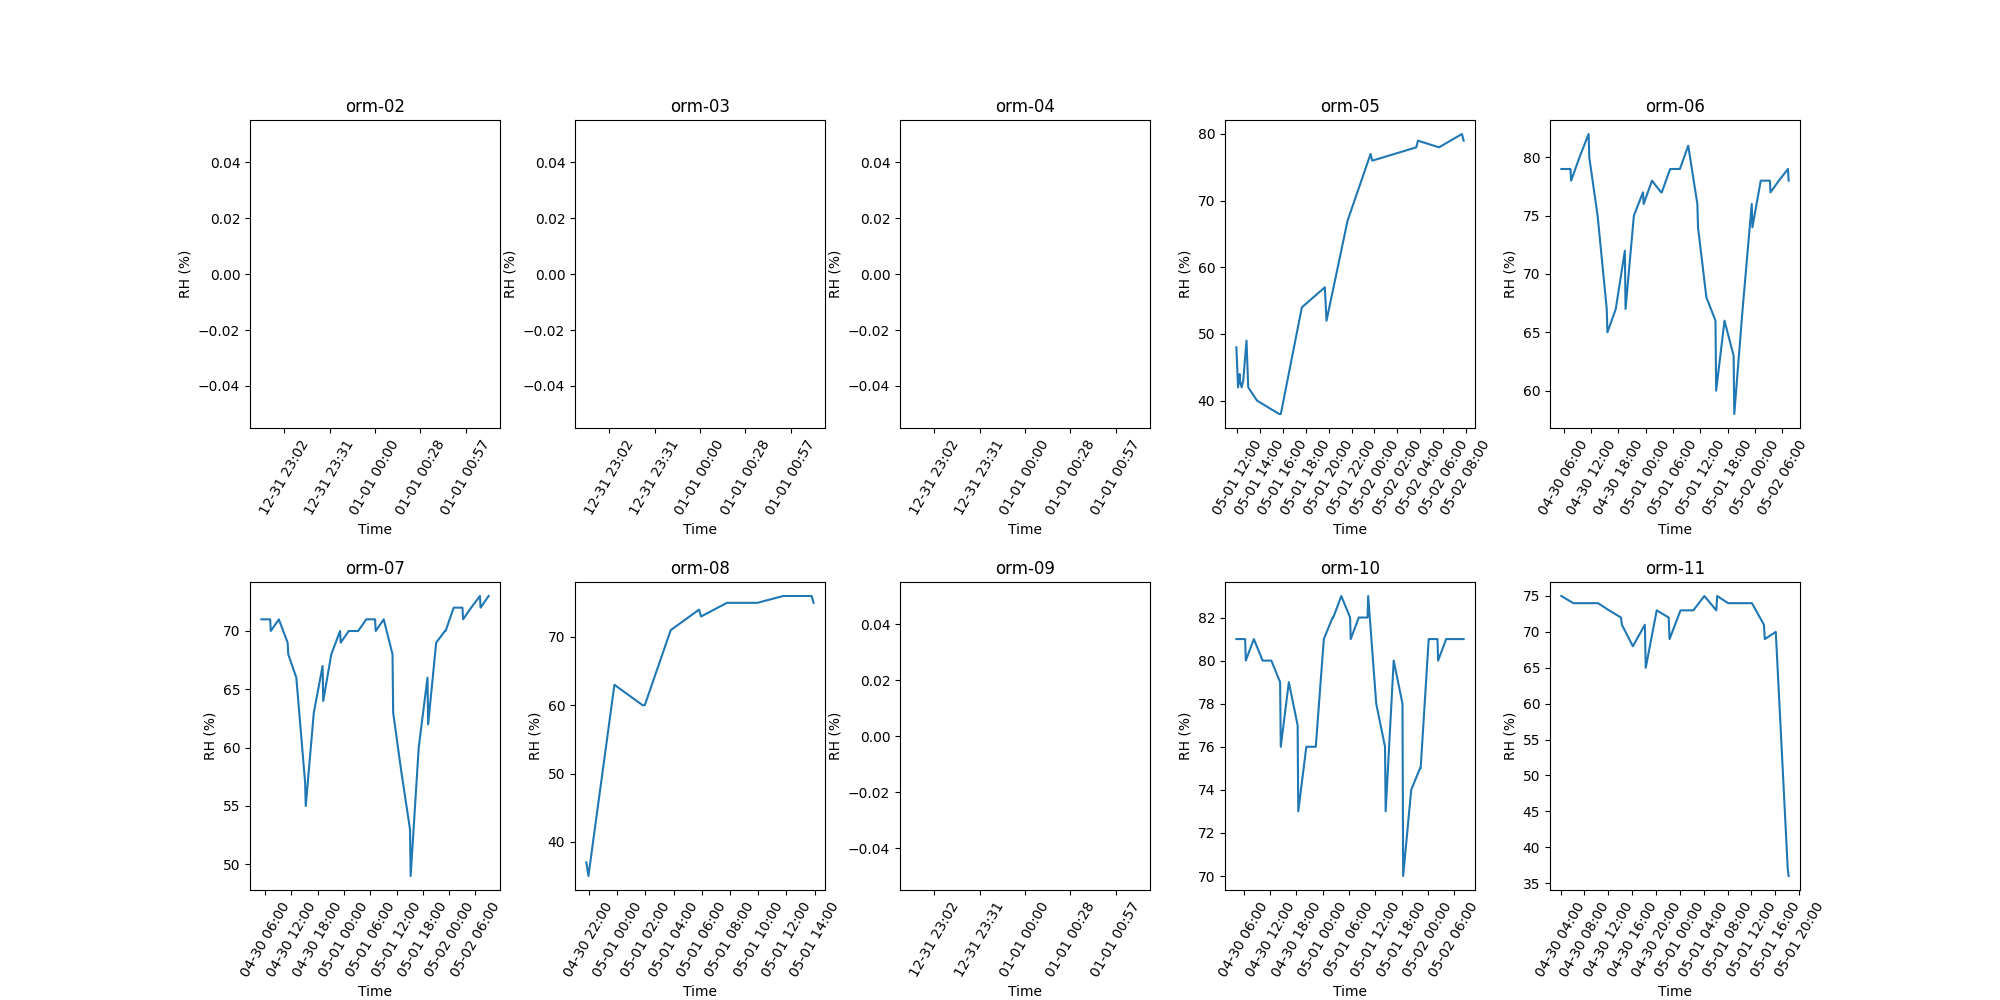 orm-02 orm-03 orm-04 orm-05 orm-06
RH (%) 0.04 0.02 0.00 −0.02 −0.04
12-31 23:02 12-31 23:31 01-01 00:00 01-01 00:28 01-01 00:57
Time
RH (%) 0.04 0.02 0.00 −0.02 −0.04
12-31 23:02 12-31 23:31 01-01 00:00 01-01 00:28 01-01 00:57
Time
RH (%) 0.04 0.02 0.00 −0.02 −0.04
12-31 23:02 12-31 23:31 01-01 00:00 01-01 00:28 01-01 00:57
Time
RH (%) 80 70 60 50 40
05-01 12:00 05-01 14:00 05-01 16:00 05-01 18:00 05-01 20:00 05-01 22:00 05-02 00:00 05-02 02:00 05-02 04:00 05-02 06:00 05-02 08:00
Time
RH (%) 80 75 70 65 60
04-30 06:00 04-30 12:00 04-30 18:00 05-01 00:00 05-01 06:00 05-01 12:00 05-01 18:00 05-02 00:00 05-02 06:00
Time
orm-07 orm-08 orm-09 orm-10 orm-11
RH (%) 70 65 60 55 50
04-30 06:00 04-30 12:00 04-30 18:00 05-01 00:00 05-01 06:00 05-01 12:00 05-01 18:00 05-02 00:00 05-02 06:00
Time
RH (%) 70 60 50 40
04-30 22:00 05-01 00:00 05-01 02:00 05-01 04:00 05-01 06:00 05-01 08:00 05-01 10:00 05-01 12:00 05-01 14:00
Time
RH (%) 0.04 0.02 0.00 −0.02 −0.04
12-31 23:02 12-31 23:31 01-01 00:00 01-01 00:28 01-01 00:57
Time
RH (%) 82 80 78 76 74 72 70
04-30 06:00 04-30 12:00 04-30 18:00 05-01 00:00 05-01 06:00 05-01 12:00 05-01 18:00 05-02 00:00 05-02 06:00
Time
RH (%) 75 70 65 60 55 50 45 40 35
04-30 04:00 04-30 08:00 04-30 12:00 04-30 16:00 04-30 20:00 05-01 00:00 05-01 04:00 05-01 08:00 05-01 12:00 05-01 16:00 05-01 20:00
Time